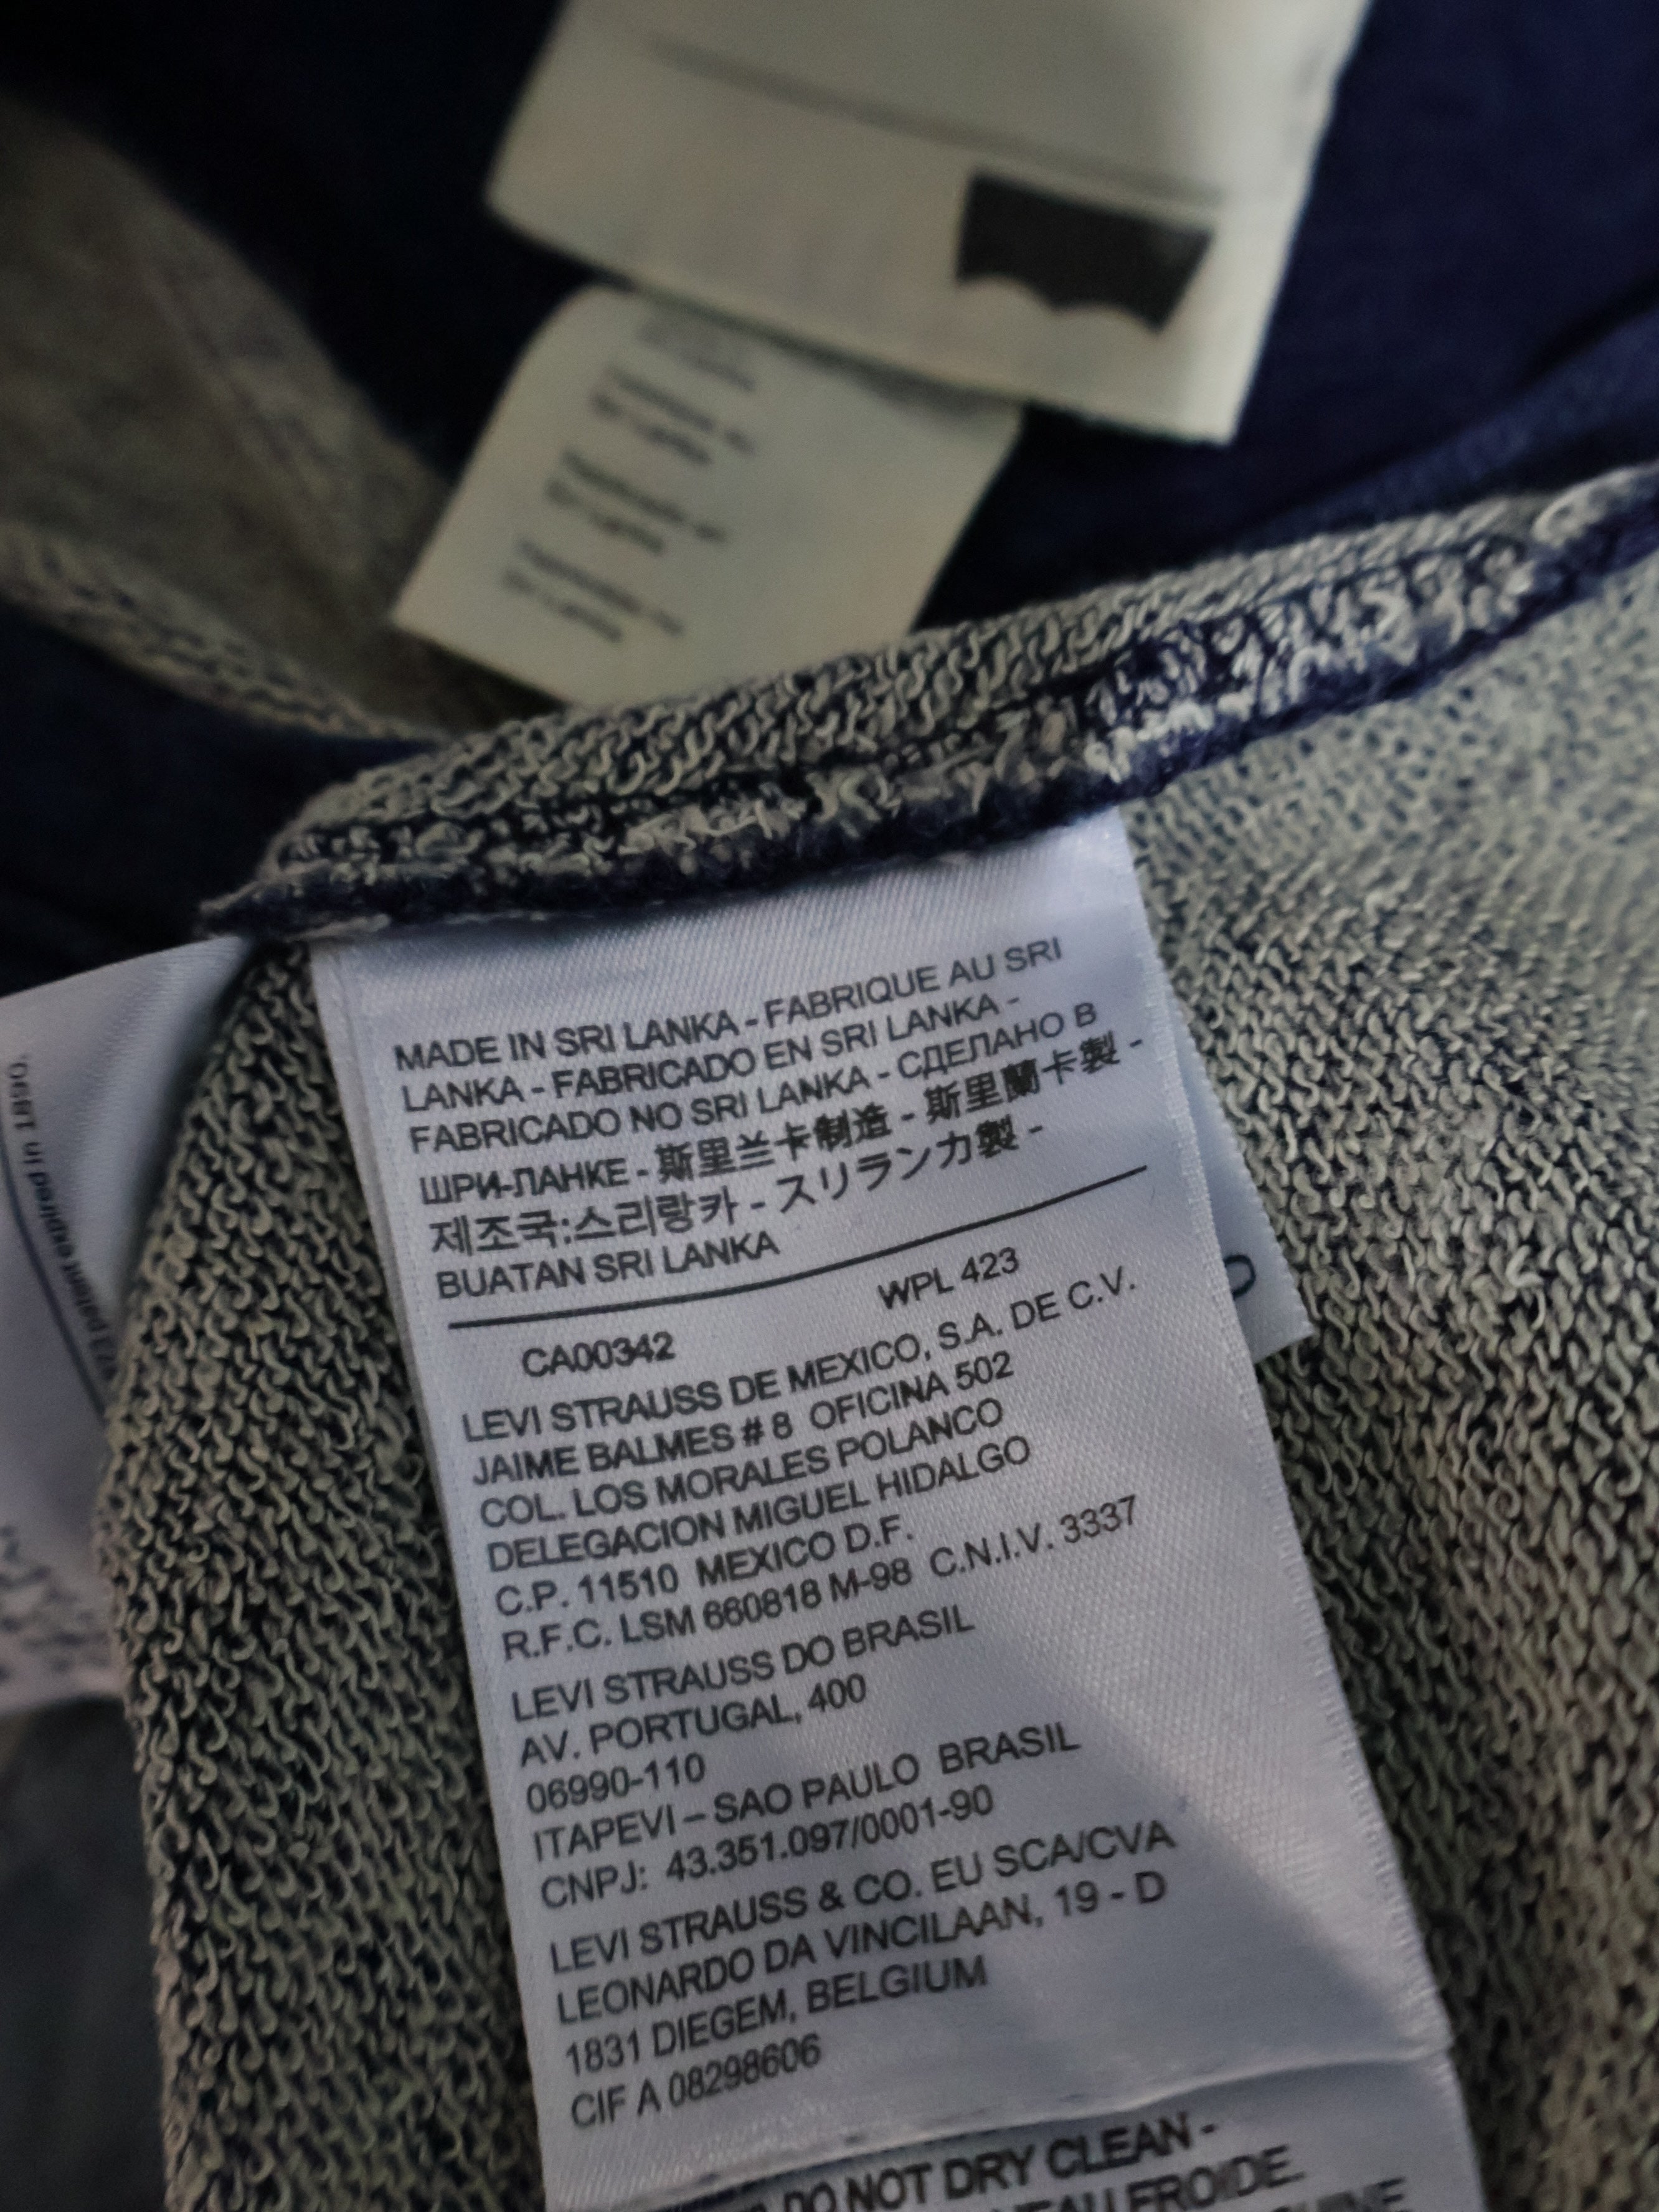 MADE IN SRI LANKA - FABRIQUE AU SRI
LANKA - FABRICADO EN SRI LANKA -
FABRICADO NO SRI LANKA - СДЕЛАНО В
ШРИ-ЛАНКЕ - 斯里兰卡制造 - 斯里蘭卡製 -
제조국:스리랑카 - スリランカ製 -
BUATAN SRI LANKA
CA00342 WPL 423
LEVI STRAUSS DE MEXICO, S.A. DE C.V.
JAIME BALMES # 8 OFICINA 502
COL. LOS MORALES POLANCO
DELEGACION MIGUEL HIDALGO
C.P. 11510 MEXICO D.F.
R.F.C. LSM 660818 M-98 C.N.I.V. 3337
LEVI STRAUSS DO BRASIL
AV. PORTUGAL, 400
06990-110
ITAPEVI – SAO PAULO BRASIL
CNPJ: 43.351.097/0001-90
LEVI STRAUSS & CO. EU SCA/CVA
LEONARDO DA VINCILAAN, 19 - D
1831 DIEGEM, BELGIUM
CIF A 08298606
DO NOT DRY CLEAN -
FROIDE.
patent expired in 1890.